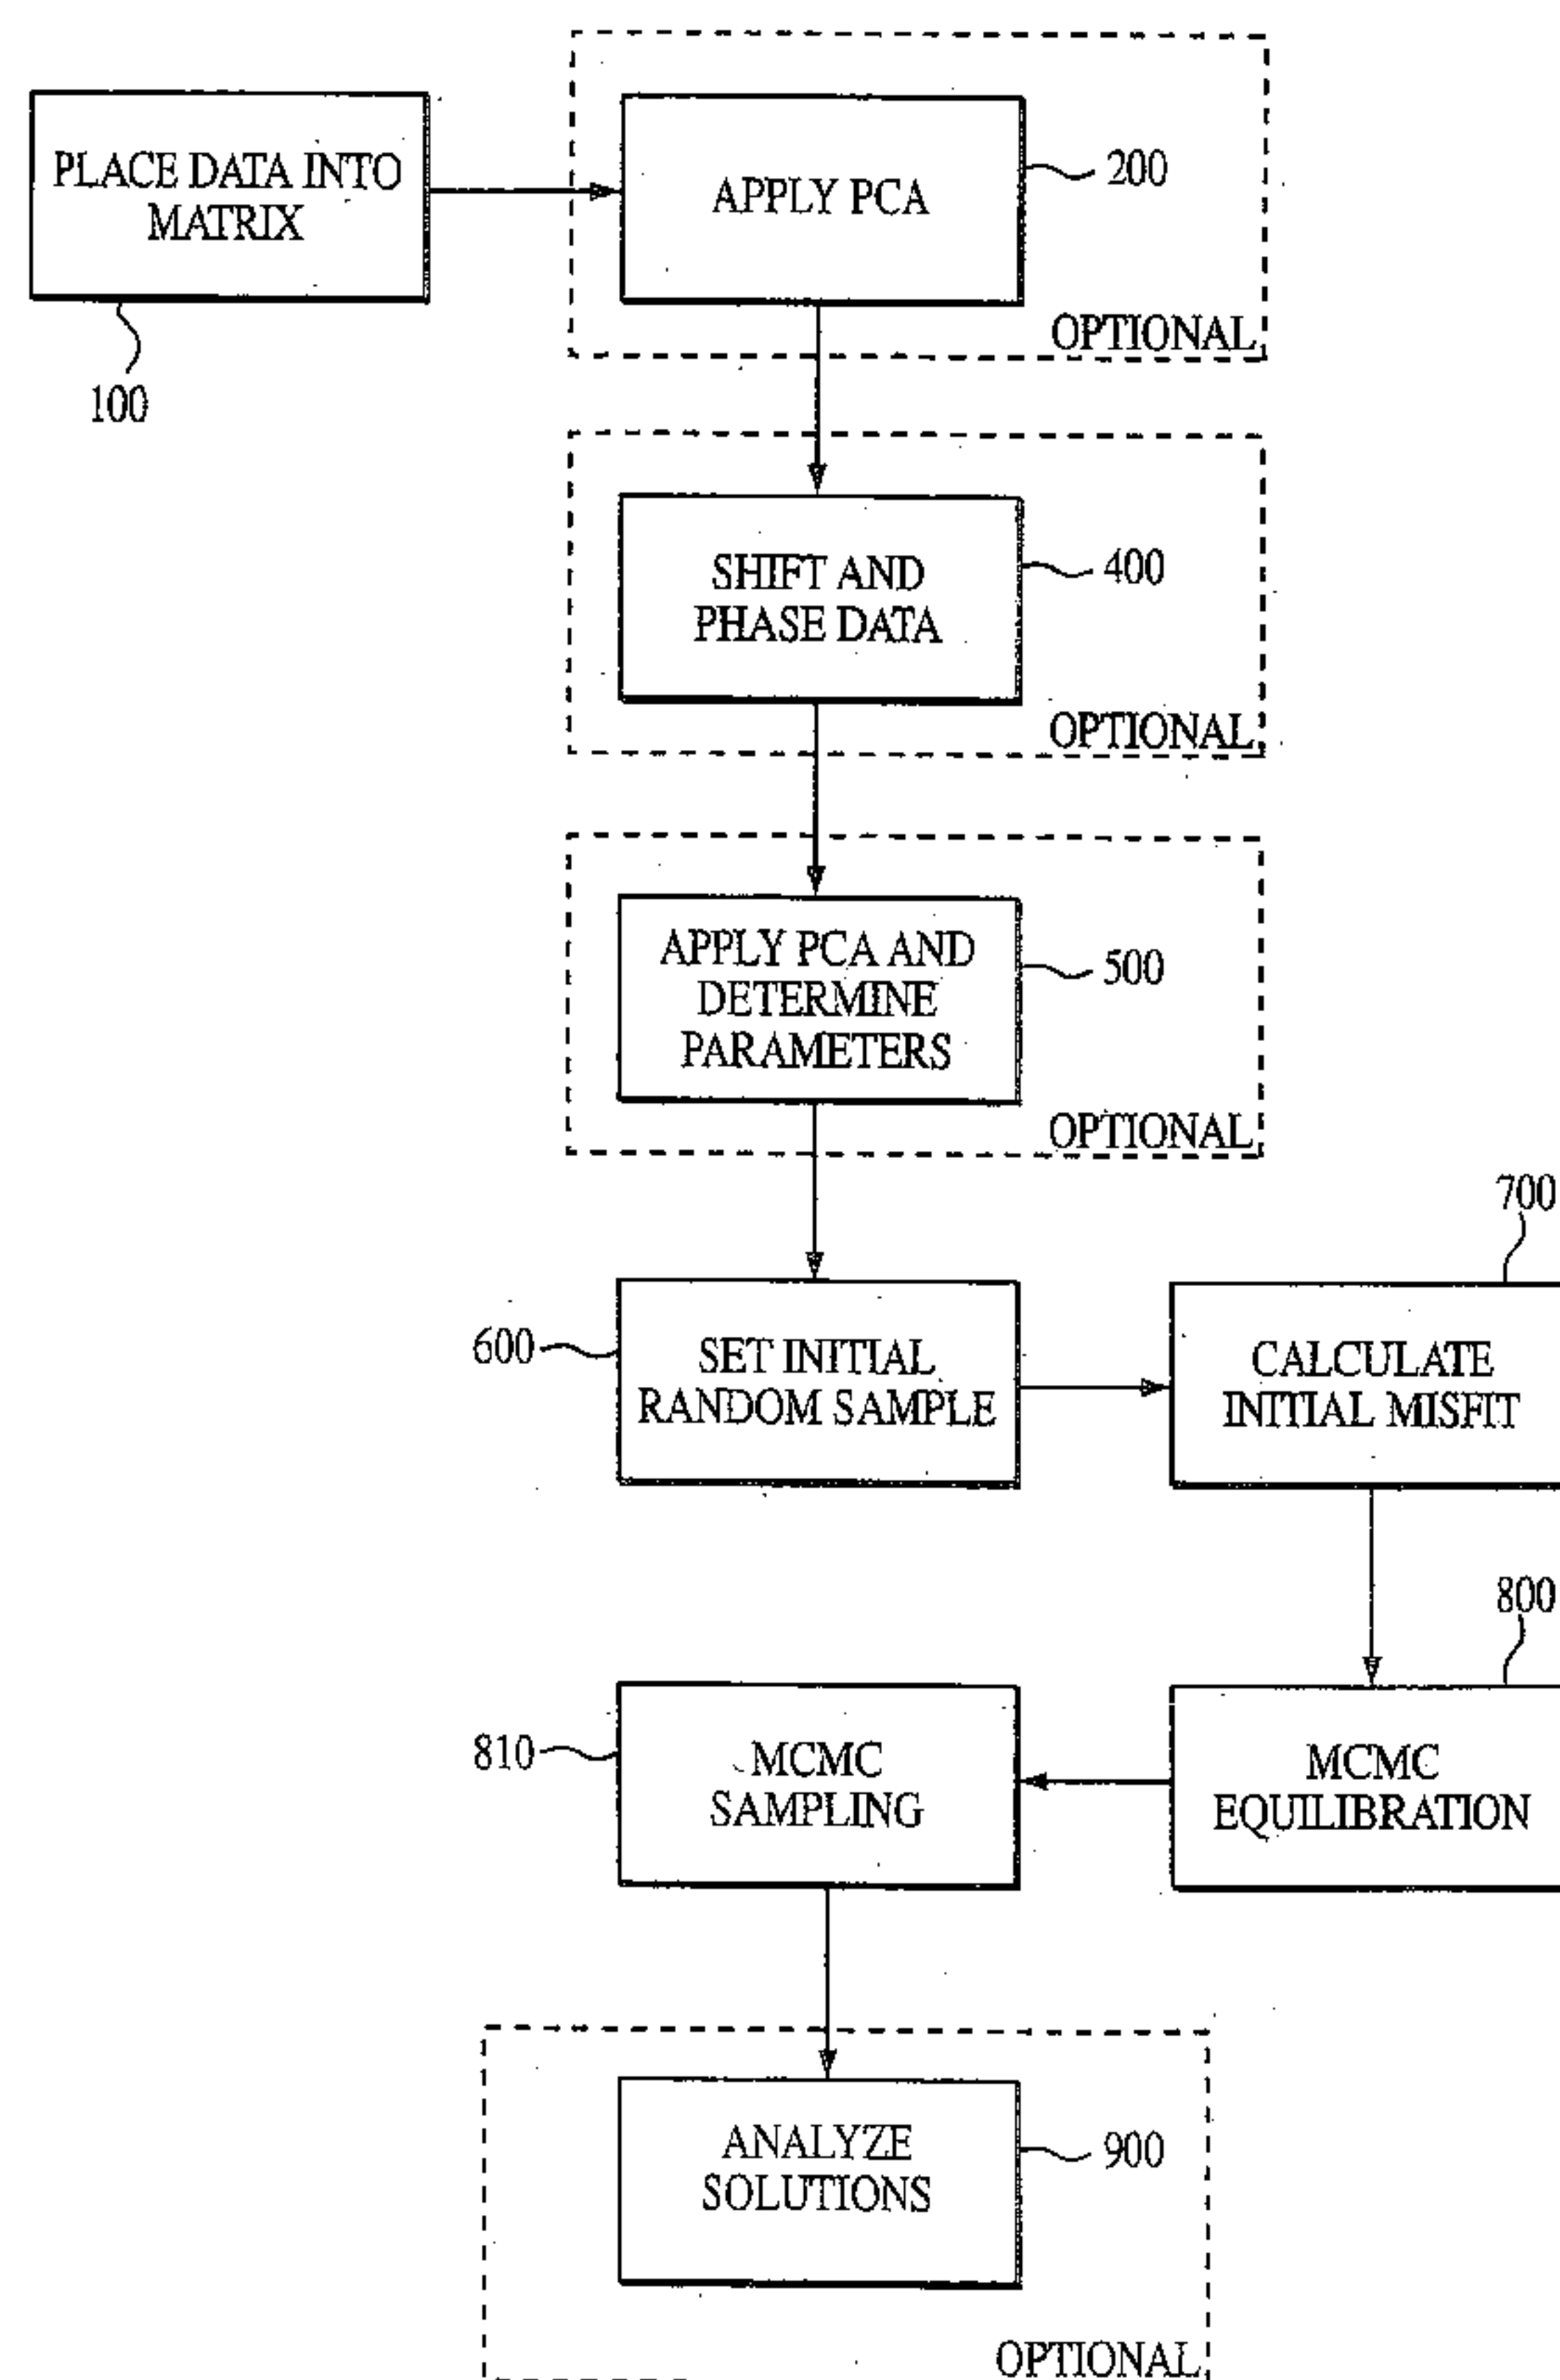 PLACE DATA INTO
MATRIX
100
APPLY PCA
200
OPTIONAL
SHIFT AND
PHASE DATA
400
OPTIONAL
APPLY PCA AND
DETERMINE
PARAMETERS
500
OPTIONAL
600
SET INITIAL
RANDOM SAMPLE
700
CALCULATE
INITIAL MISFIT
800
MCMC
EQUILIBRATION
810
MCMC
SAMPLING
ANALYZE
SOLUTIONS
900
OPTIONAL